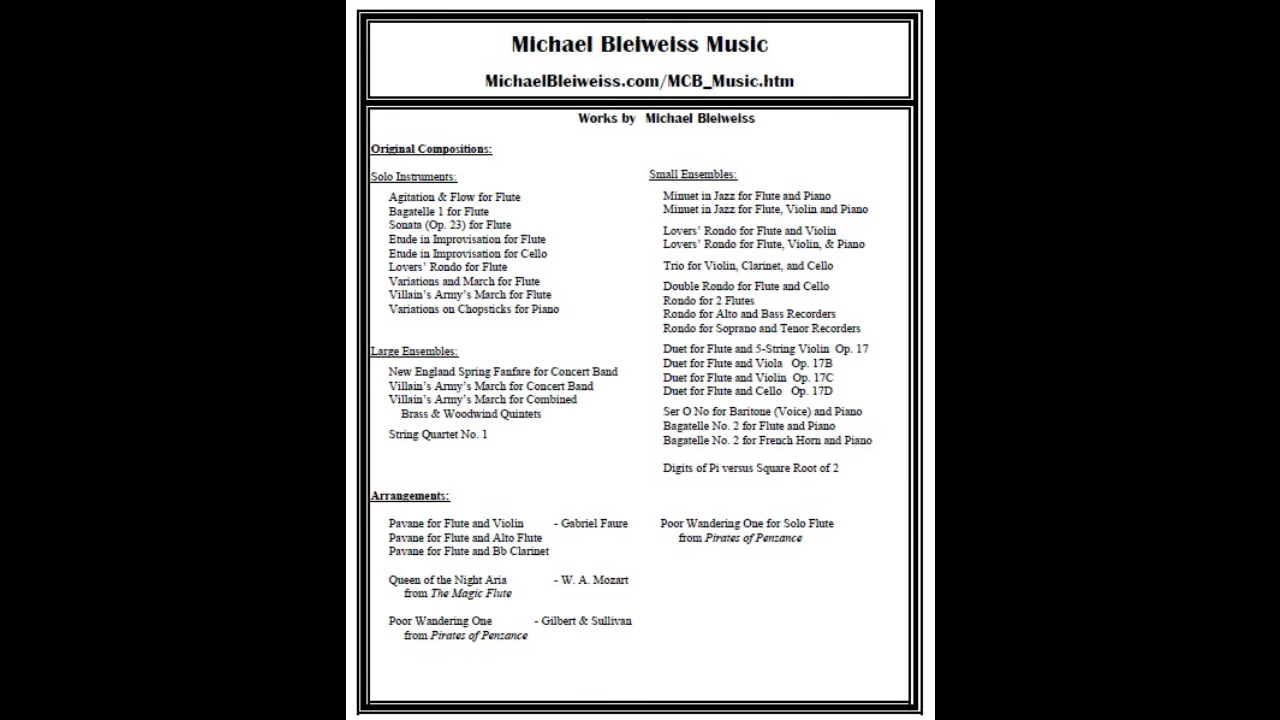 Michael Bleiweiss Music
MichaelBleiweiss.com/MCB_Music.htm
Works by Michael Bleiweiss
Original Compositions:
Solo Instruments:
Agitation & Flow for Flute
Bagatelle 1 for Flute
Sonata (Op. 23) for Flute
Etude in Improvisation for Flute
Etude in Improvisation for Cello
Lovers' Rondo for Flute
Variations and March for Flute
Villain's Army's March for Flute
Variations on Chopsticks for Piano
Large Ensembles:
New England Spring Fanfare for Concert Band
Villain's Army's March for Concert Band
Villain's Army's March for Combined
Brass & Woodwind Quintets
String Quartet No. 1
Small Ensembles:
Minuet in Jazz for Flute and Piano
Minuet in Jazz for Flute, Violin and Piano
Lovers' Rondo for Flute and Violin
Lovers' Rondo for Flute, Violin, & Piano
Trio for Violin, Clarinet, and Cello
Double Rondo for Flute and Cello
Rondo for 2 Flutes
Rondo for Alto and Bass Recorders
Rondo for Soprano and Tenor Recorders
Duet for Flute and 5-String Violin Op. 17
Duet for Flute and Viola Op. 17B
Duet for Flute and Violin Op. 17C
Duet for Flute and Cello Op. 17D
Ser O No for Baritone (Voice) and Piano
Bagatelle No. 2 for Flute and Piano
Bagatelle No. 2 for French Horn and Piano
Digits of Pi versus Square Root of 2
Arrangements:
Pavane for Flute and Violin - Gabriel Faure
Pavane for Flute and Alto Flute
Pavane for Flute and Bb Clarinet
Queen of the Night Aria - W. A. Mozart
from The Magic Flute
Poor Wandering One - Gilbert & Sullivan
from Pirates of Penzance
Poor Wandering One for Solo Flute
from Pirates of Penzance